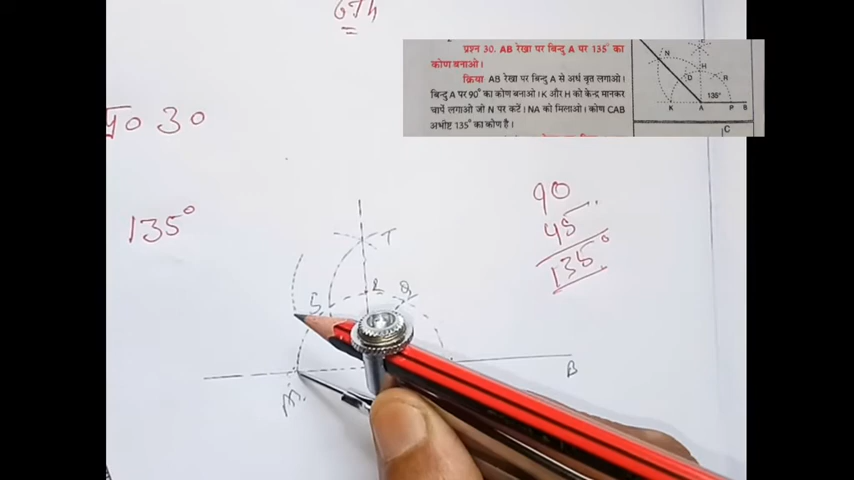 6Th
प्रश्न 30. AB रेखा पर बिन्दु A पर 135° का
कोण बनाओ।
क्रिया AB रेखा पर बिन्दु A से अर्ध वृत लगाओ।
बिन्दु A पर 90° का कोण बनाओ। K और H को केन्द्र मानकर
चापें लगाओ जो N पर कटें। NA को मिलाओ। कोण CAB
अभीष्ट 135° का कोण है।
N
H
D
R
135°
K
A
P
B
C
प्र० 30
135°
90
45
135°
T
S
R
Q
M
B